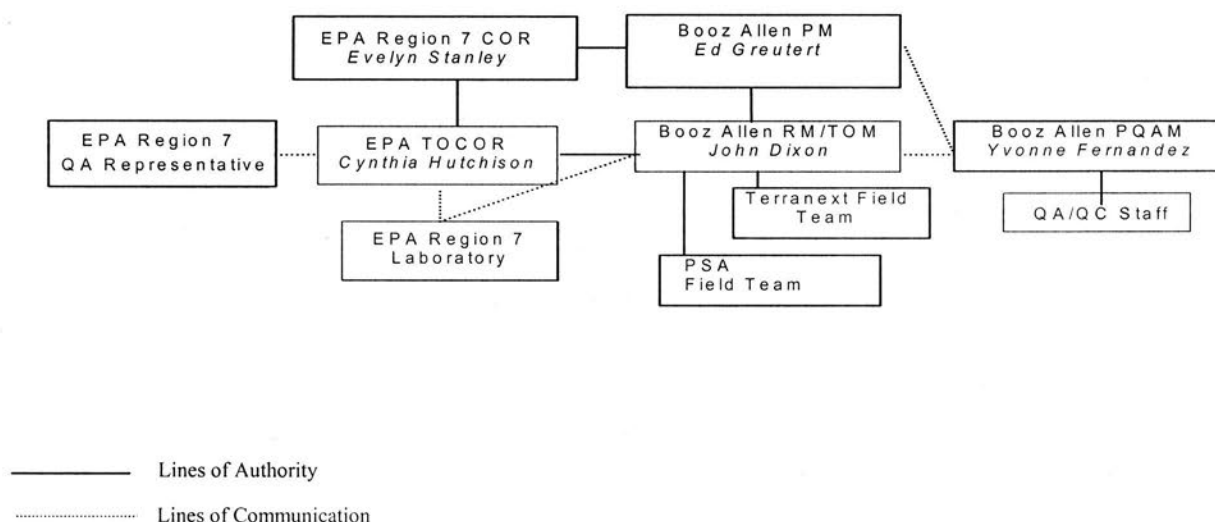 EPA Region 7 COR
Evelyn Stanley
Booz Allen PM
Ed Greutert
EPA Region 7
QA Representative
EPA TOCOR
Cynthia Hutchison
Booz Allen RM/TOM
John Dixon
Booz Allen PQAM
Yvonne Fernandez
Terranext Field
Team
QA/QC Staff
EPA Region 7
Laboratory
PSA
Field Team
Lines of Authority
Lines of Communication